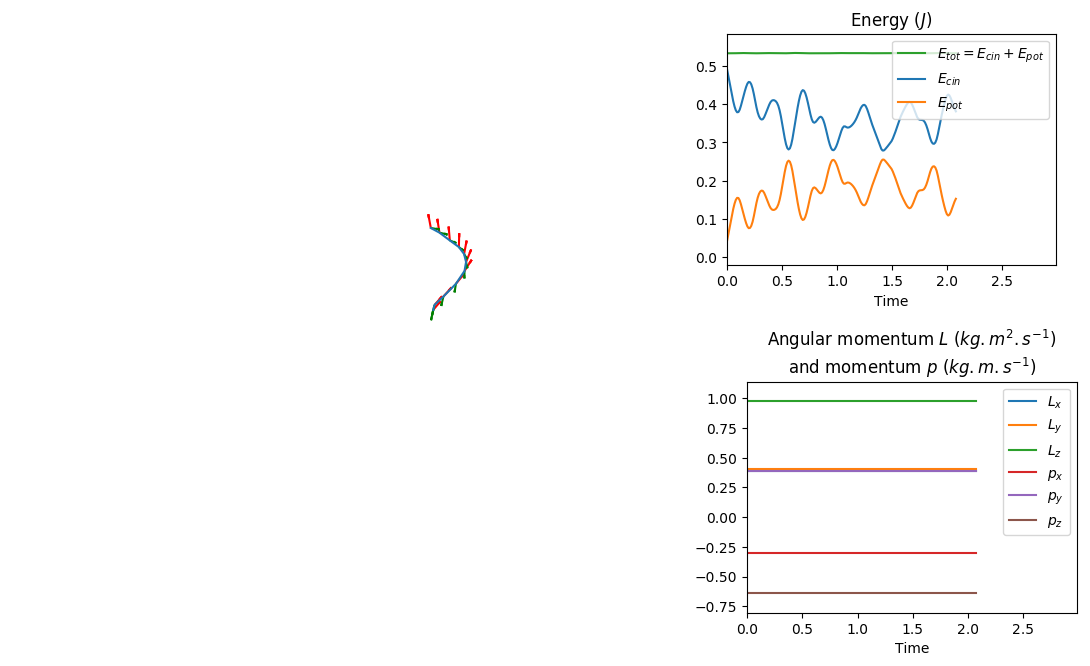 Energy (J)
E_tot = E_cin + E_pot
E_cin
E_pot
0.5
0.4
0.3
0.2
0.1
0.0
0.0 0.5 1.0 1.5 2.0 2.5
Time
Angular momentum L (kg.m².s⁻¹)
and momentum p (kg.m.s⁻¹)
L_x
L_y
L_z
p_x
p_y
p_z
1.00
0.75
0.50
0.25
0.00
−0.25
−0.50
−0.75
0.0 0.5 1.0 1.5 2.0 2.5
Time